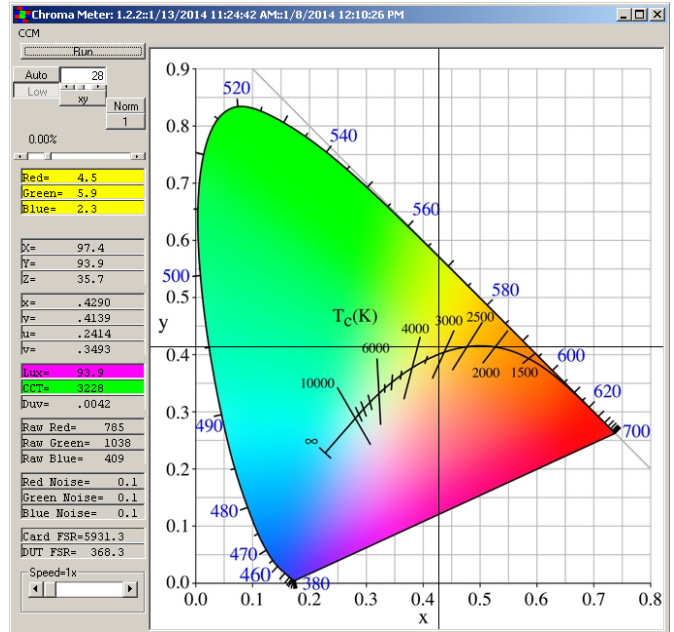 Chroma Meter: 1.2.2::1/13/2014 11:24:42 AM::1/8/2014 12:10:26 PM
CCM
Run
Auto 28
Low xy
Norm
1
0.00%
Red= 4.5
Green= 5.9
Blue= 2.3
X= 97.4
Y= 93.9
Z= 35.7
x= .4290
y= .4139
u= .2414
v= .3493
Lux= 93.9
CCT= 3228
Duv= .0042
Raw Red= 785
Raw Green= 1038
Raw Blue= 409
Red Noise= 0.1
Green Noise= 0.1
Blue Noise= 0.1
Card FSR=5931.3
DUT FSR= 368.3
Speed=1x
0.9
0.8
0.7
0.6
0.5
y
0.4
0.3
0.2
0.1
0.0
520
540
560
580
600
620
700
500
490
480
470
460
380
Tc(K)
∞
10000
6000
4000
3000
2500
2000
1500
0.0 0.1 0.2 0.3 0.4 0.5 0.6 0.7 0.8
x